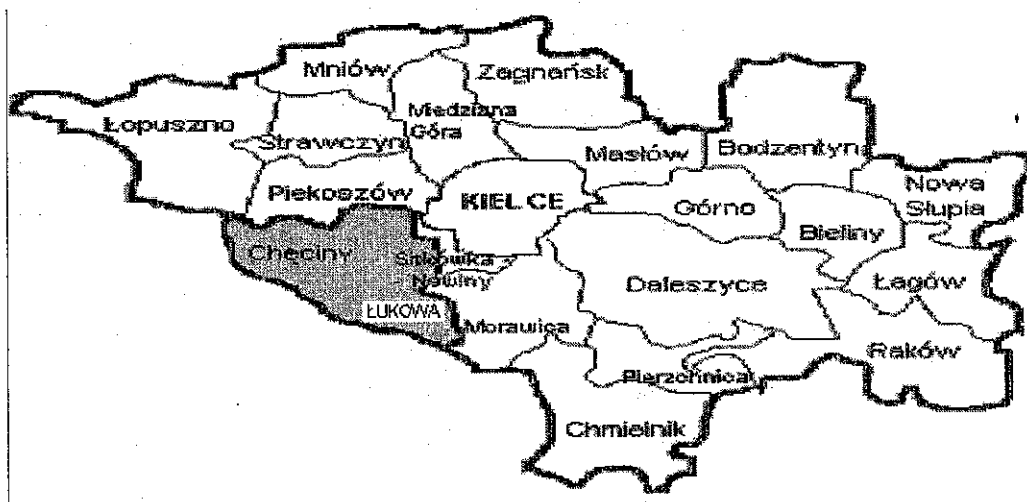 Mniów
Zagnańsk
Łopuszno
Miedziana
Góra
Strawczyn
Masłów
Bodzentyn
Piekoszów
KIELCE
Górno
Nowa
Słupia
Bieliny
Chęciny
Sitkówka
Nowiny
Daleszyce
Łagów
ŁUKOWA
Morawica
Raków
Pierzchnica
Chmielnik